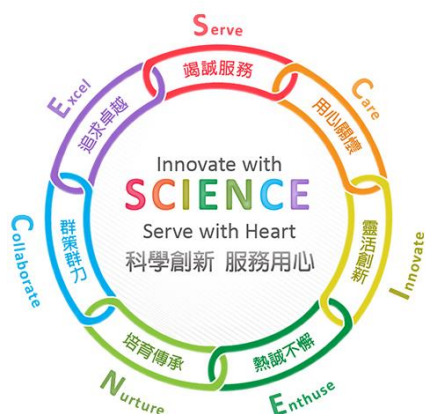 Serve
竭誠服務
Care
用心關懷
Innovate
靈活創新
Enthuse
熱誠不懈
Nurture
培育傳承
Collaborate
群策群力
Excel
追求卓越
Innovate with
SCIENCE
Serve with Heart
科學創新 服務用心